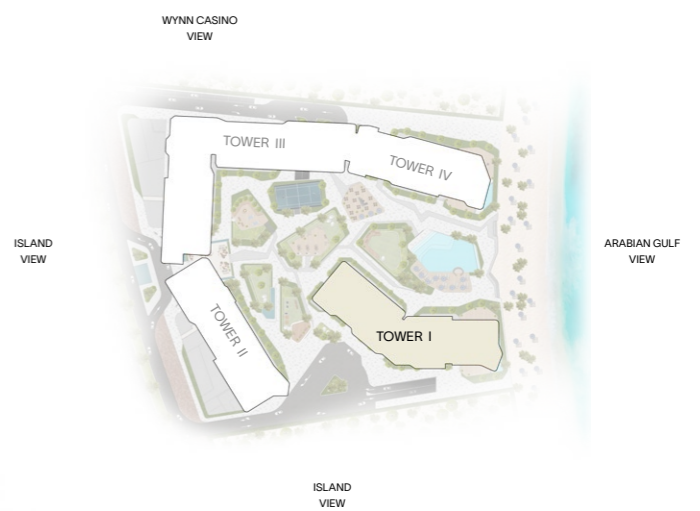 WYNN CASINO
VIEW
TOWER III
TOWER IV
ISLAND
VIEW
ARABIAN GULF
VIEW
TOWER II
TOWER I
ISLAND
VIEW